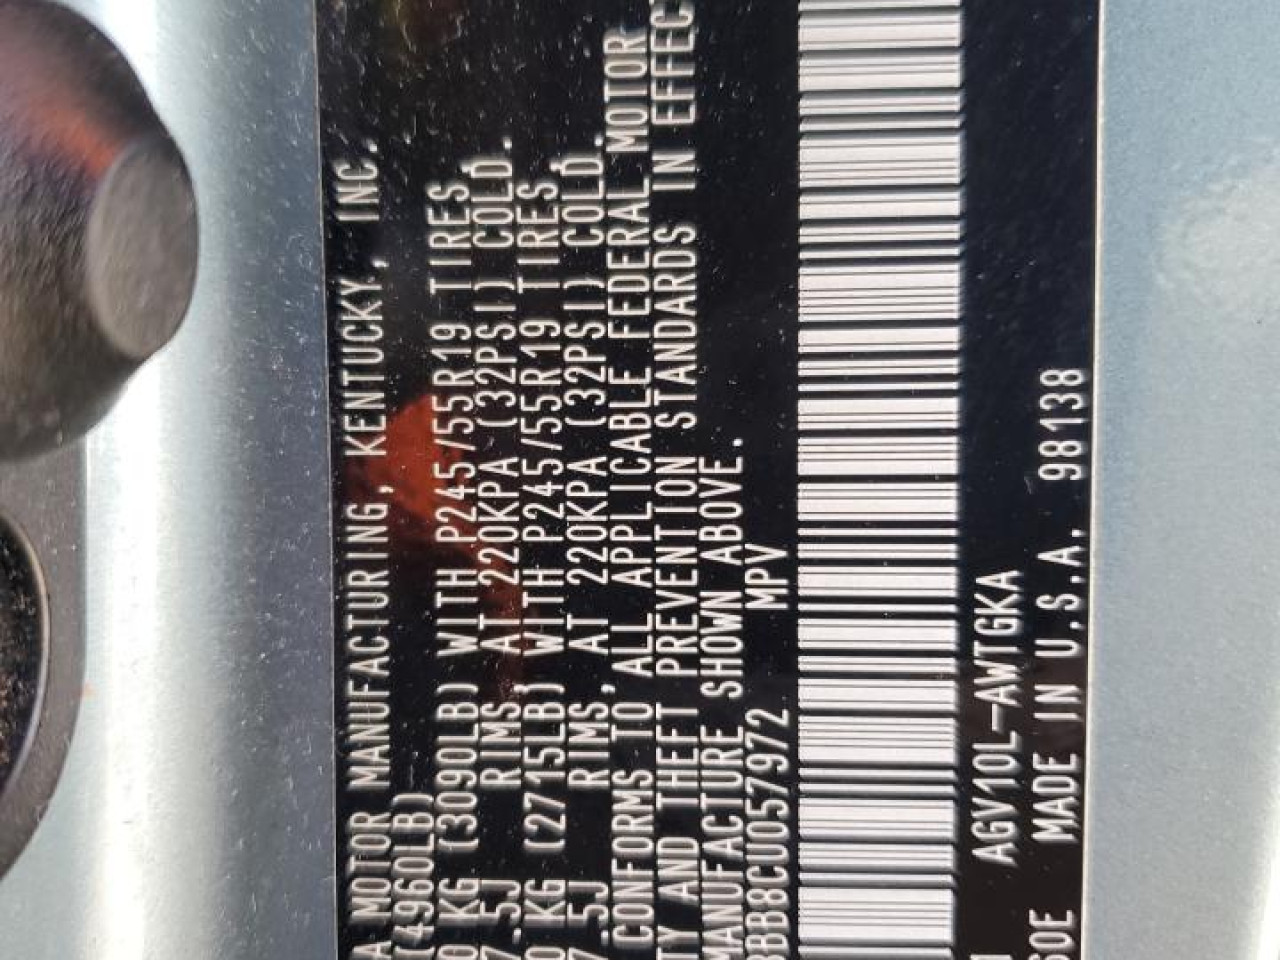 A MOTOR MANUFACTURING, KENTUCKY, INC.
(4960LB)
0 KG (3090LB) WITH P245/55R19 TIRES
7.5J RIMS, AT 220KPA (32PSI) COLD.
0 KG (2715LB) WITH P245/55R19 TIRES
7.5J RIMS, AT 220KPA (32PSI) COLD.
CONFORMS TO ALL APPLICABLE FEDERAL MOTOR
TY AND THEFT PREVENTION STANDARDS IN EFFEC
MANUFACTURE SHOWN ABOVE.
BBB8CU057972 MPV
AGV10L-AWTGKA
60E MADE IN U.S.A. 98138